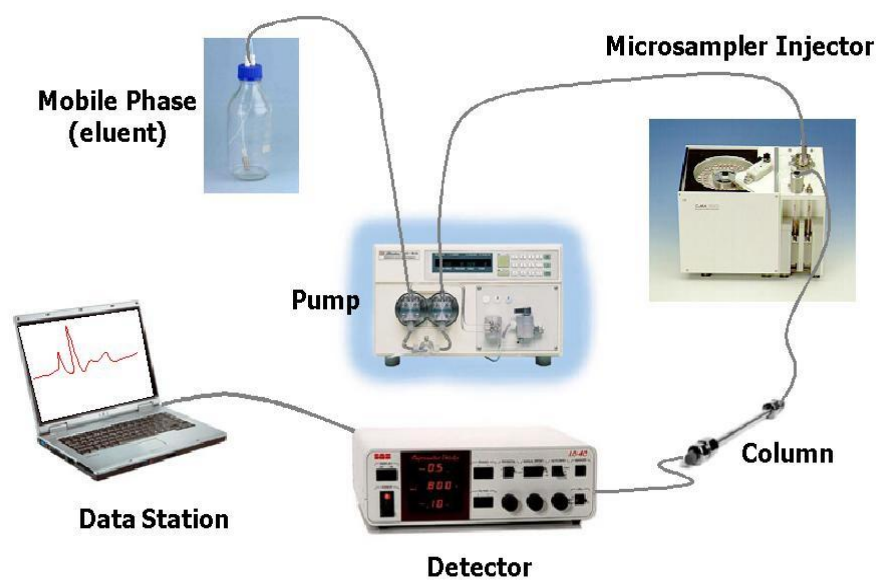 Microsampler Injector
Mobile Phase
(eluent)
Pump
Column
Data Station
Detector